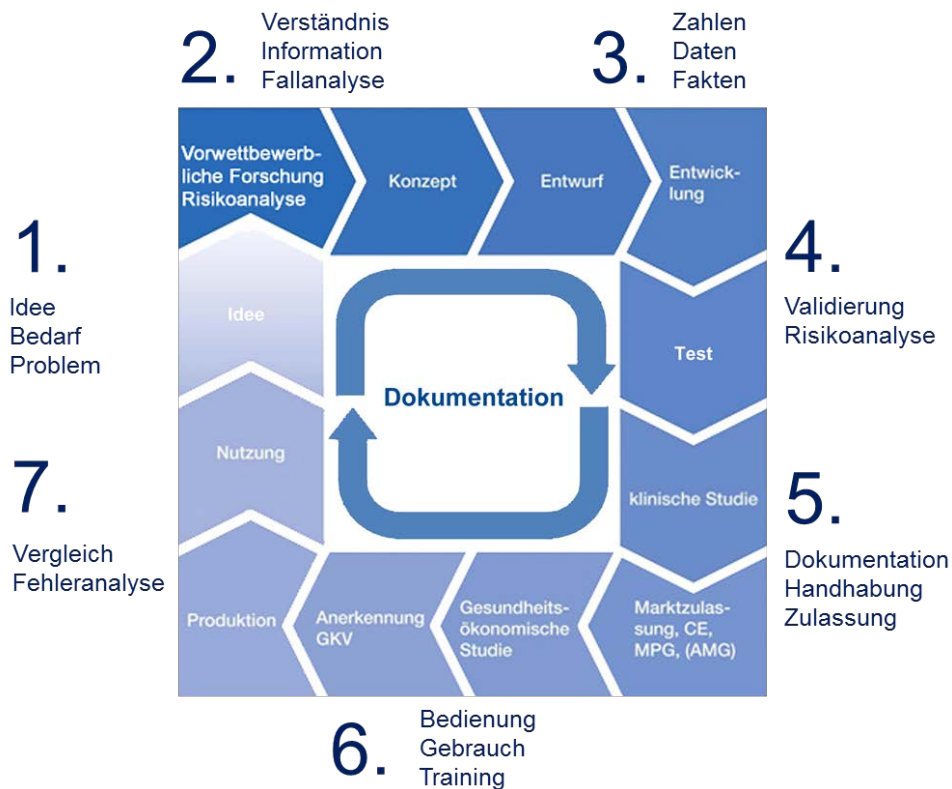 2.
Verständnis
Information
Fallanalyse
3.
Zahlen
Daten
Fakten
Vorwettbewerb-
liche Forschung
Risikoanalyse
Konzept
Entwurf
Entwick-
lung
1.
Idee
Bedarf
Problem
Idee
4.
Validierung
Risikoanalyse
Test
Dokumentation
7.
Vergleich
Fehleranalyse
Nutzung
klinische Studie
5.
Dokumentation
Handhabung
Zulassung
Produktion
Anerkennung
GKV
Gesundheits-
ökonomische
Studie
Marktzulas-
sung, CE,
MPG, (AMG)
6.
Bedienung
Gebrauch
Training